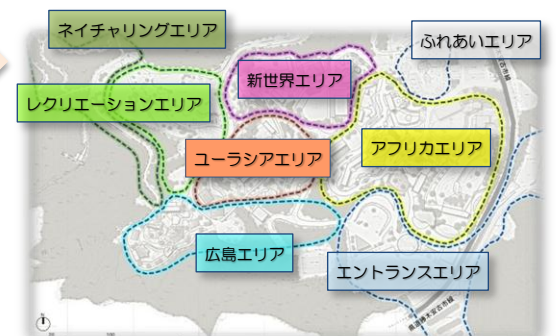 ネイチャリングエリア
ふれあいエリア
新世界エリア
レクリエーションエリア
アフリカエリア
ユーラシアエリア
広島エリア
エントランスエリア